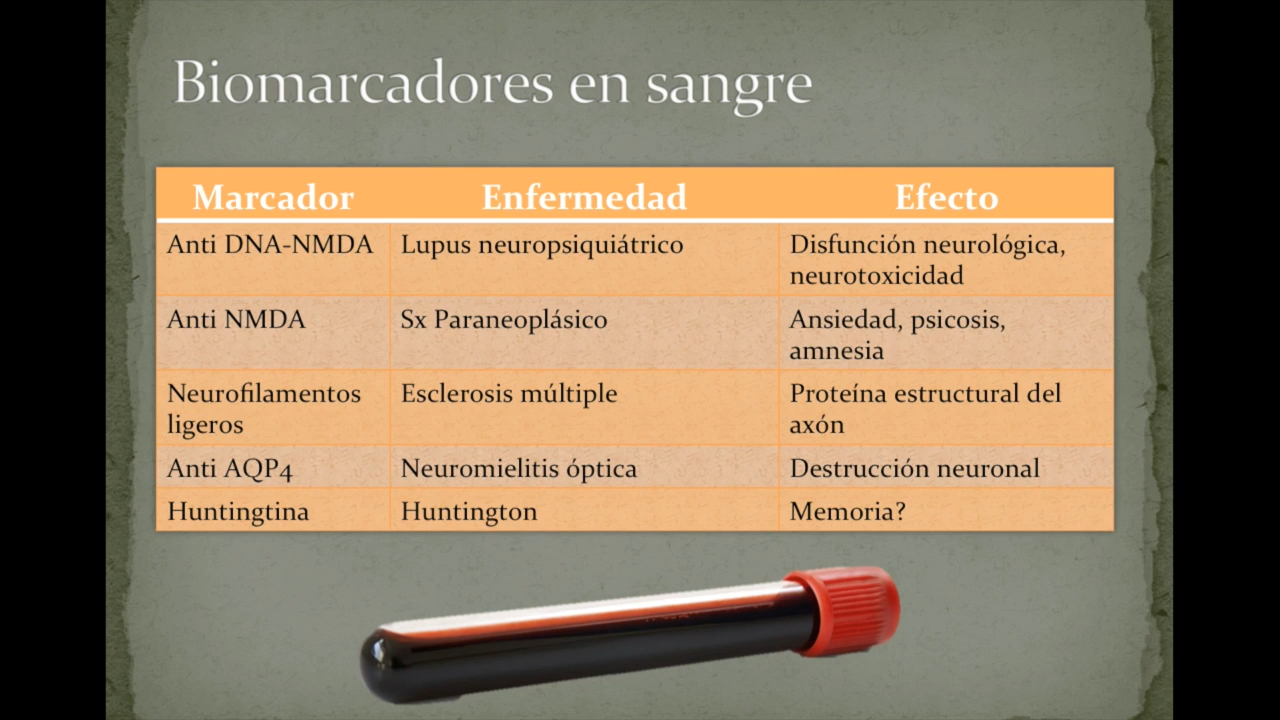 Biomarcadores en sangre
Marcador Enfermedad Efecto
Anti DNA-NMDA Lupus neuropsiquiátrico Disfunción neurológica,
neurotoxicidad
Anti NMDA Sx Paraneoplásico Ansiedad, psicosis,
amnesia
Neurofilamentos Esclerosis múltiple Proteína estructural del
ligeros axón
Anti AQP4 Neuromielitis óptica Destrucción neuronal
Huntingtina Huntington Memoria?